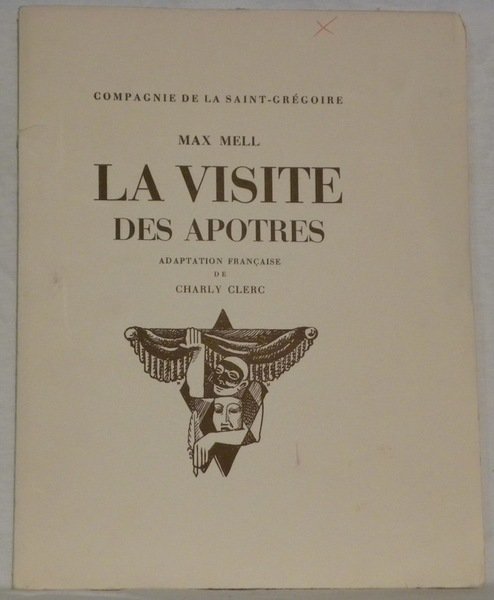 COMPAGNIE DE LA SAINT-GRÉGOIRE
MAX MELL
LA VISITE
DES APOTRES
ADAPTATION FRANÇAISE
DE
CHARLY CLERC